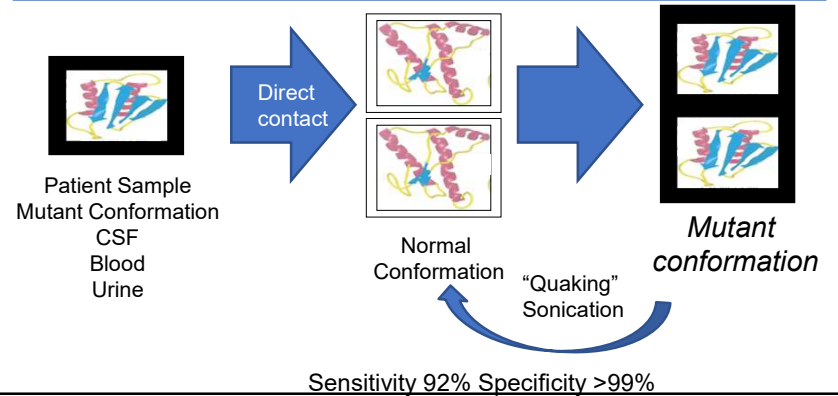 Direct
contact
Patient Sample
Mutant Conformation
CSF
Blood
Urine
Normal
Conformation
"Quaking"
Sonication
Mutant
conformation
Sensitivity 92% Specificity >99%